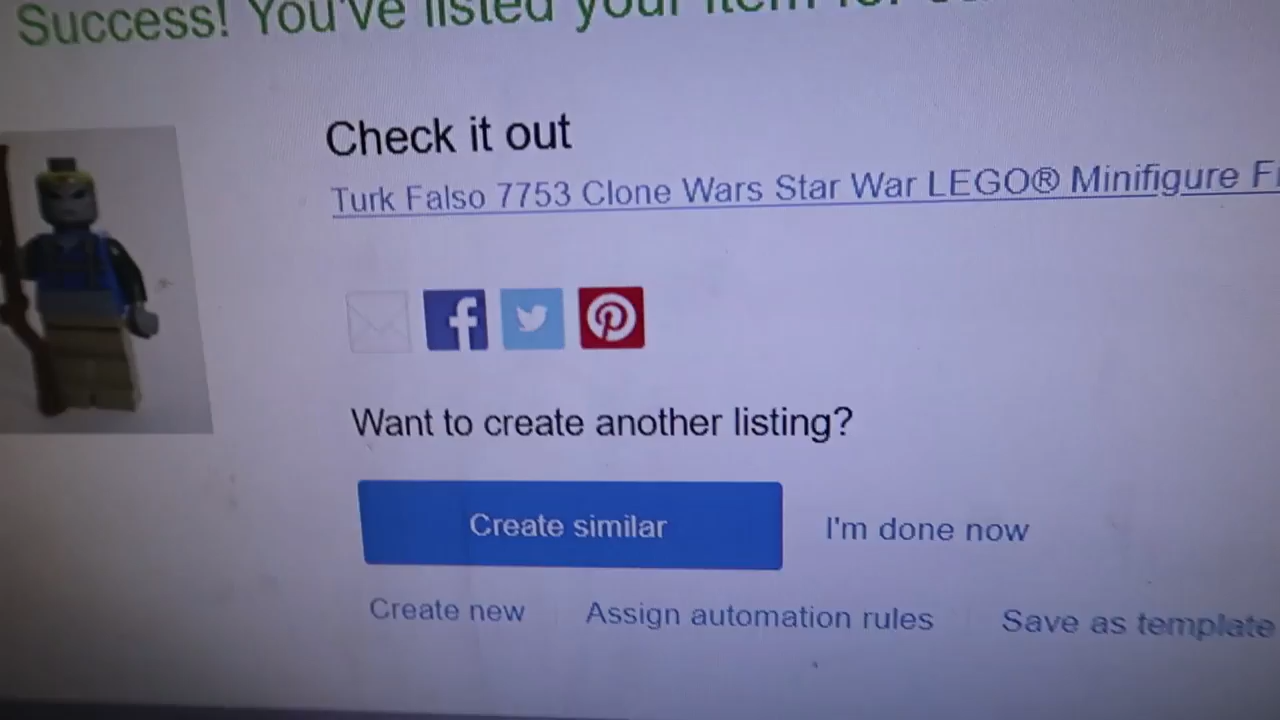 Success! You've listed your item for
Check it out
Turk Falso 7753 Clone Wars Star War LEGO® Minifigure
Want to create another listing?
Create similar
I'm done now
Create new
Assign automation rules
Save as template